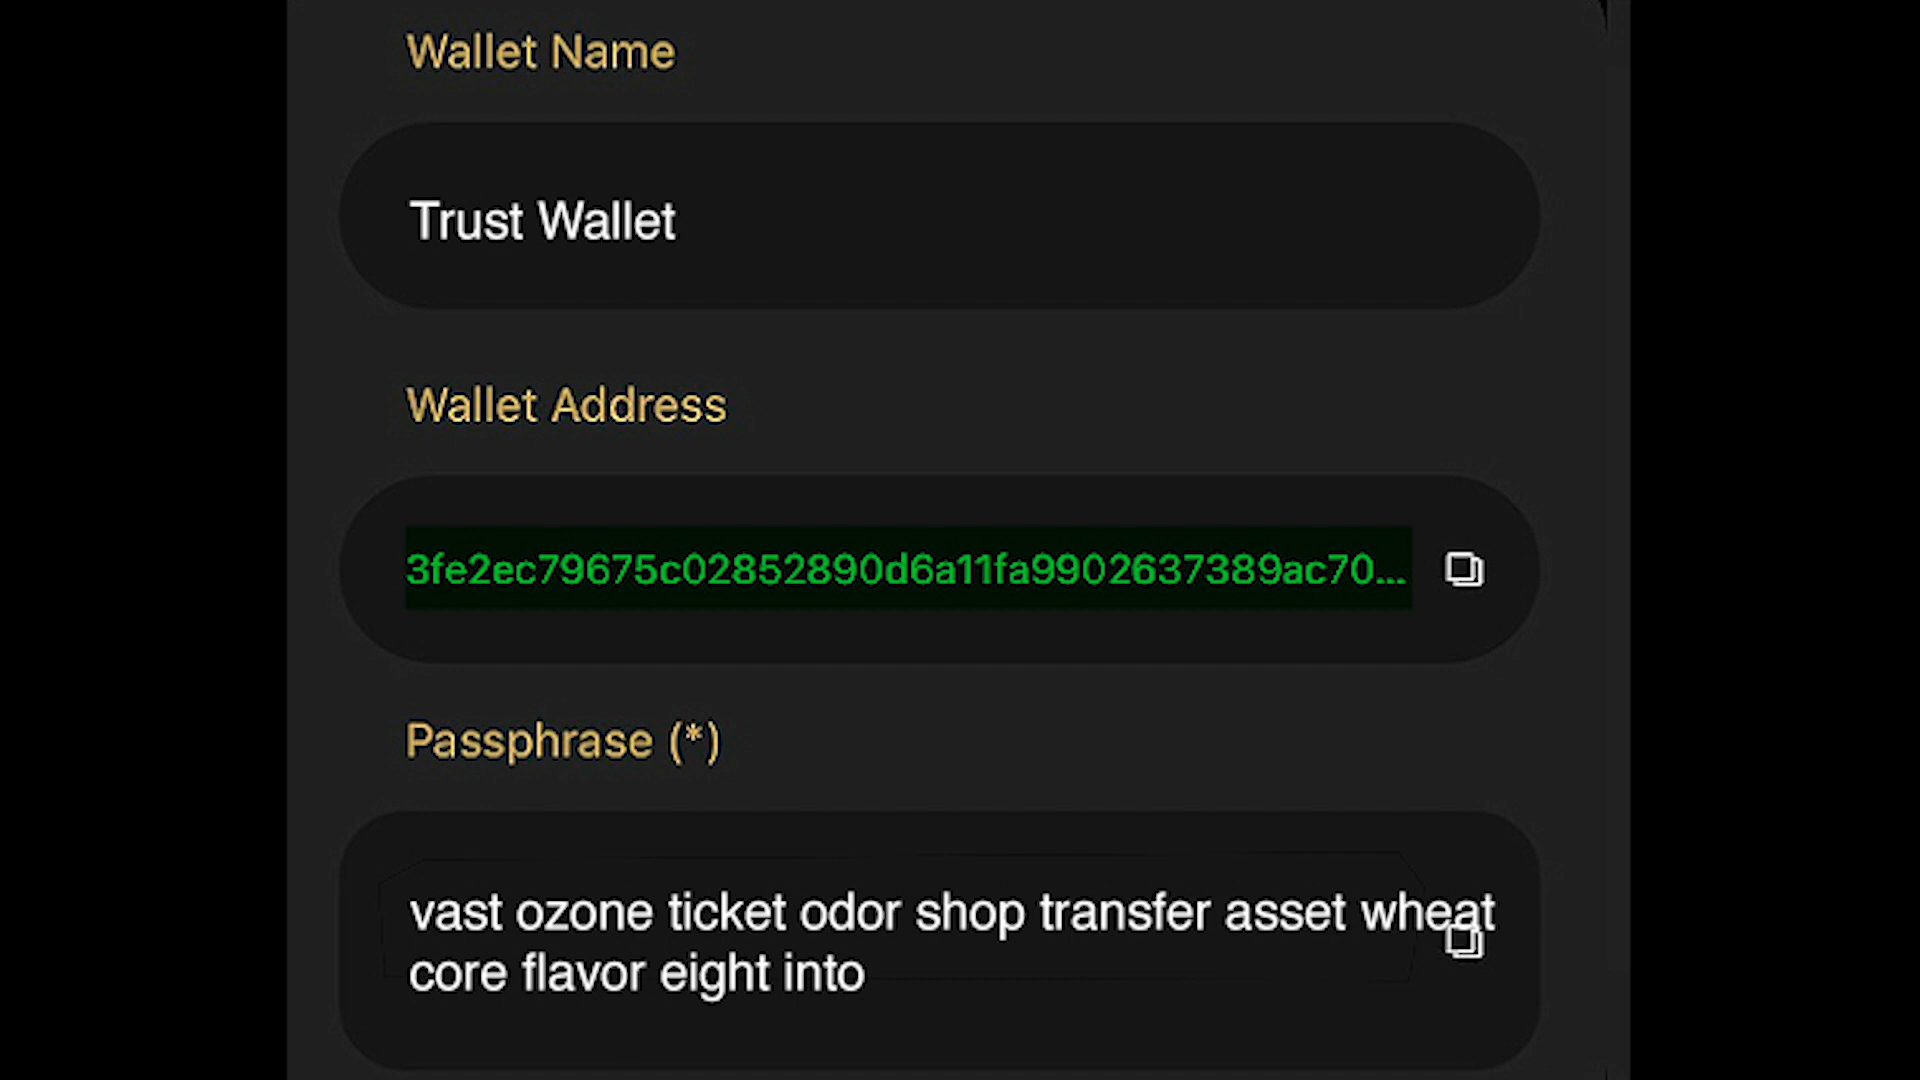 Wallet Name
Trust Wallet
Wallet Address
3fe2ec79675c02852890d6a11fa9902637389ac70...
Passphrase (*)
vast ozone ticket odor shop transfer asset wheat
core flavor eight into